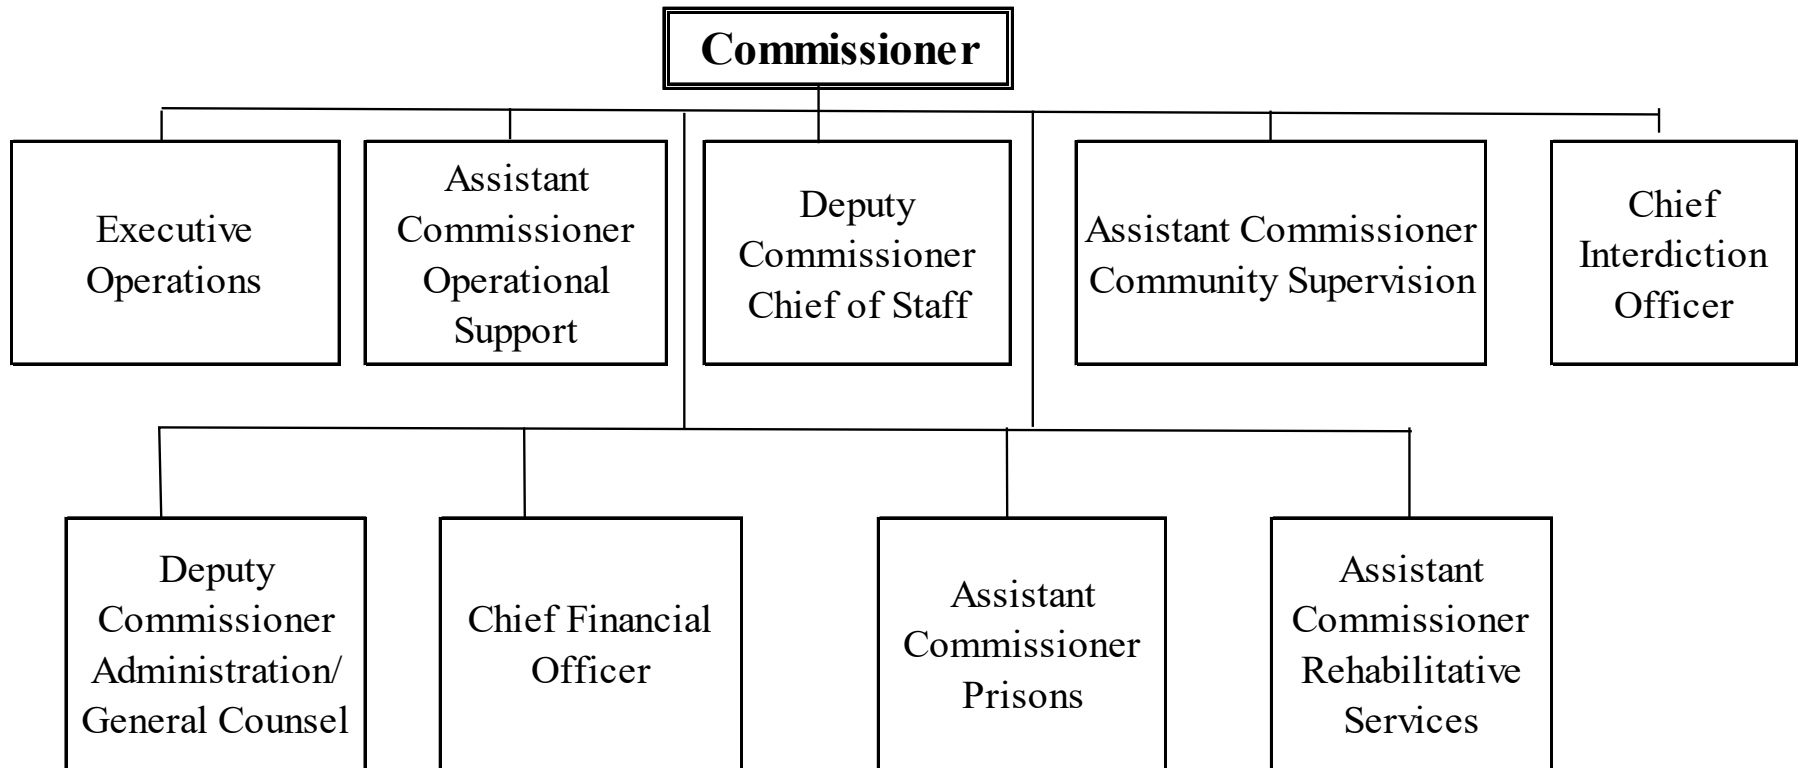 Commissioner
Executive
Operations
Assistant
Commissioner
Operational
Support
Deputy
Commissioner
Chief of Staff
Assistant Commissioner
Community Supervision
Chief
Interdiction
Officer
Deputy
Commissioner
Administration/
General Counsel
Chief Financial
Officer
Assistant
Commissioner
Prisons
Assistant
Commissioner
Rehabilitative
Services